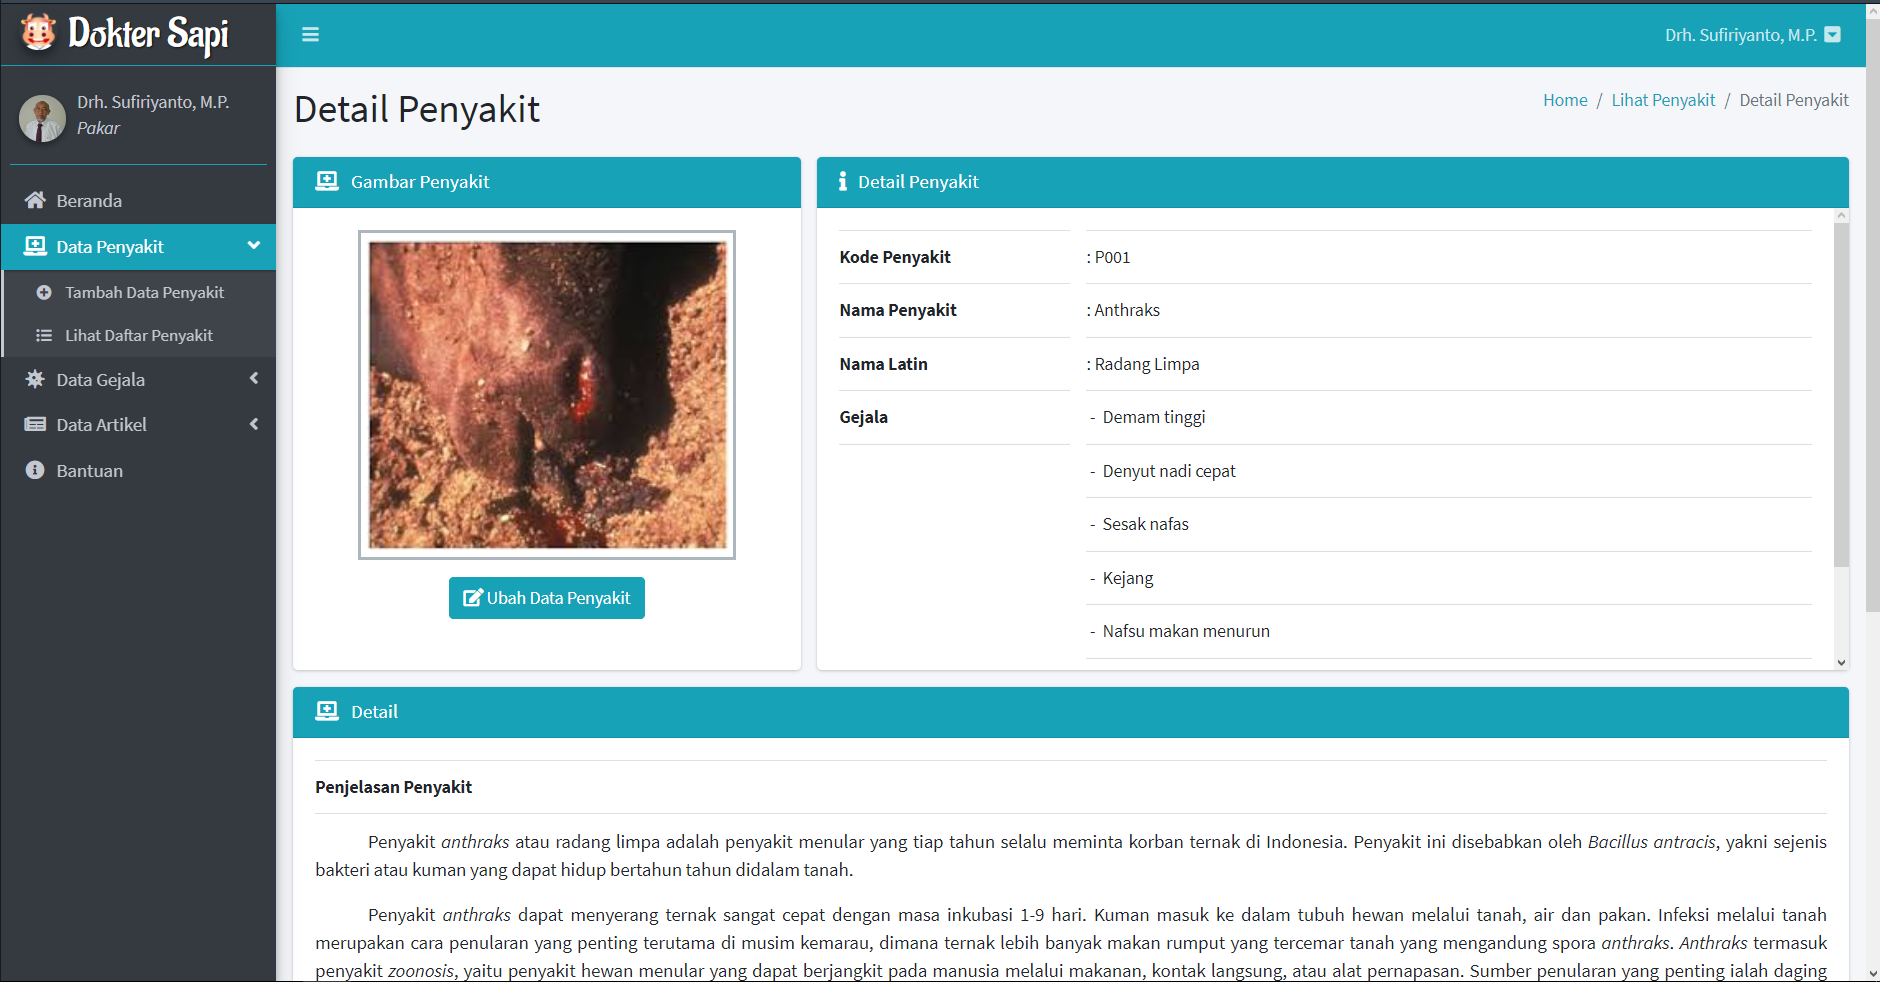 Dokter Sapi
Drh. Sufiriyanto, M.P.
Drh. Sufiriyanto, M.P.
Pakar
Beranda
Data Penyakit
Tambah Data Penyakit
Lihat Daftar Penyakit
Data Gejala
Data Artikel
Bantuan
Detail Penyakit
Home / Lihat Penyakit / Detail Penyakit
Gambar Penyakit
Ubah Data Penyakit
Detail Penyakit
Kode Penyakit : P001
Nama Penyakit : Anthraks
Nama Latin : Radang Limpa
Gejala - Demam tinggi
- Denyut nadi cepat
- Sesak nafas
- Kejang
- Nafsu makan menurun
Detail
Penjelasan Penyakit
Penyakit anthraks atau radang limpa adalah penyakit menular yang tiap tahun selalu meminta korban ternak di Indonesia. Penyakit ini disebabkan oleh Bacillus antracis, yakni sejenis
bakteri atau kuman yang dapat hidup bertahun tahun didalam tanah.
Penyakit anthraks dapat menyerang ternak sangat cepat dengan masa inkubasi 1-9 hari. Kuman masuk ke dalam tubuh hewan melalui tanah, air dan pakan. Infeksi melalui tanah
merupakan cara penularan yang penting terutama di musim kemarau, dimana ternak lebih banyak makan rumput yang tercemar tanah yang mengandung spora anthraks. Anthraks termasuk
penyakit zoonosis, yaitu penyakit hewan menular yang dapat berjangkit pada manusia melalui makanan, kontak langsung, atau alat pernapasan. Sumber penularan yang penting ialah daging